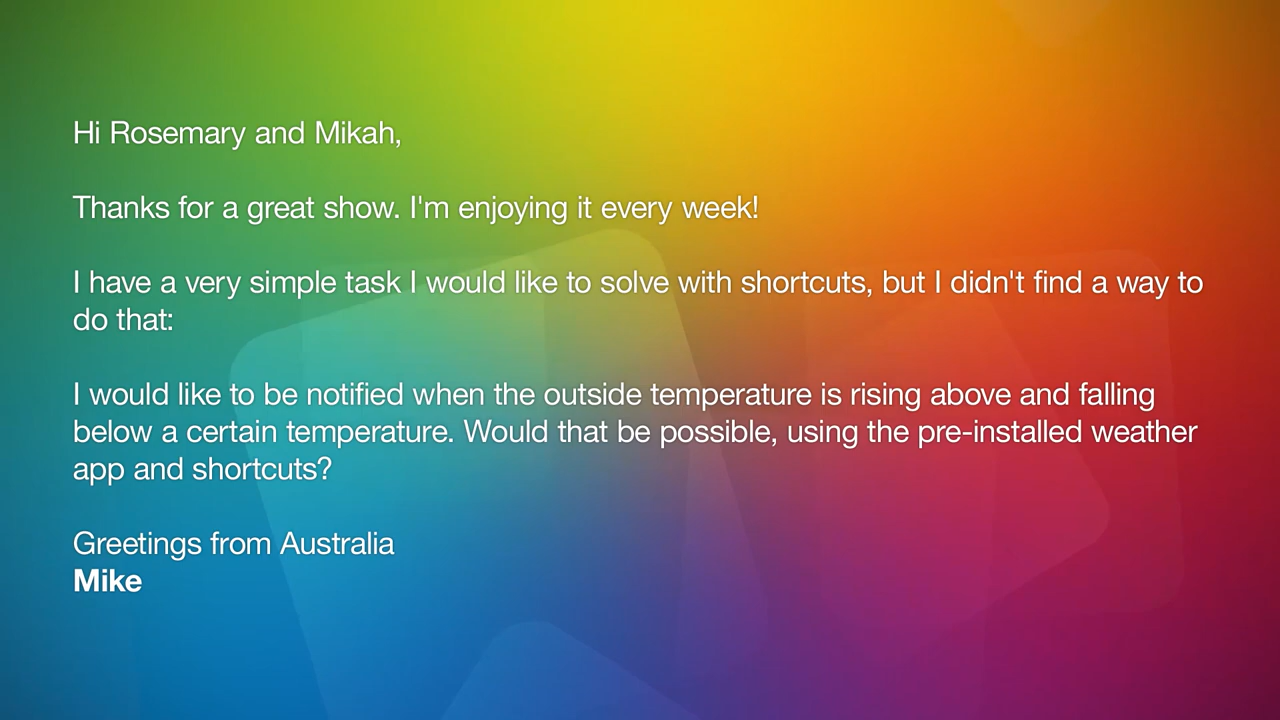 Hi Rosemary and Mikah,
Thanks for a great show. I'm enjoying it every week!
I have a very simple task I would like to solve with shortcuts, but I didn't find a way to
do that:
I would like to be notified when the outside temperature is rising above and falling
below a certain temperature. Would that be possible, using the pre-installed weather
app and shortcuts?
Greetings from Australia
Mike